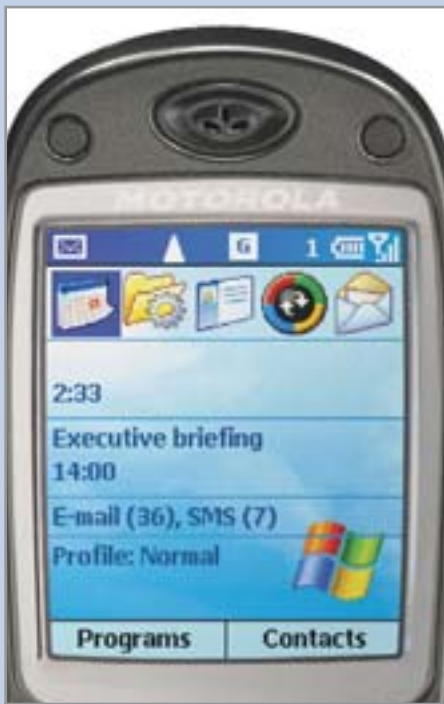 MOTOROLA
G 1
2:33
Executive briefing
14:00
E-mail (36), SMS (7)
Profile: Normal
Programs Contacts